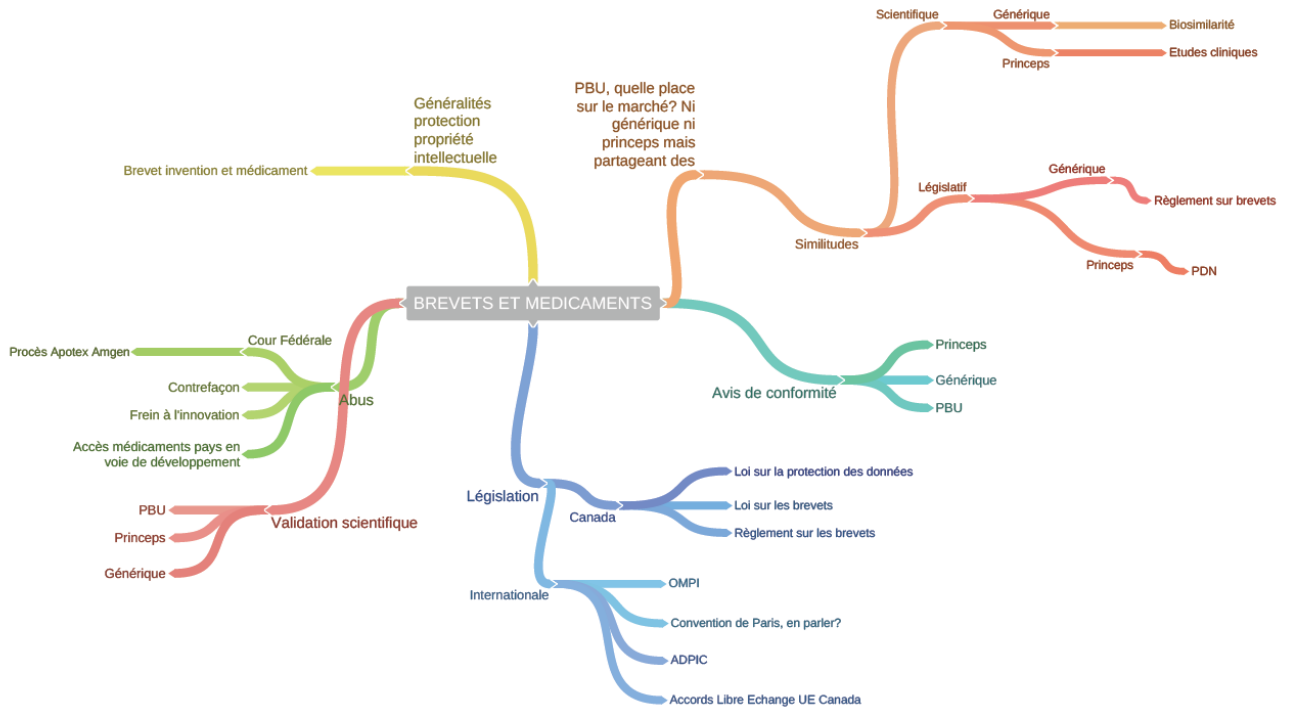 Scientifique
Générique
Biosimilarité
Etudes cliniques
Princeps
PBU, quelle place
sur le marché? Ni
générique ni
princeps mais
partageant des
Similitudes
Législatif
Générique
Règlement sur brevets
Princeps
PDN
Généralités
protection
propriété
intellectuelle
Brevet invention et médicament
BREVETS ET MEDICAMENTS
Cour Fédérale
Procès Apotex Amgen
Contrefaçon
Frein à l'innovation
Accès médicaments pays en
voie de développement
Abus
Avis de conformité
Princeps
Générique
PBU
Validation scientifique
PBU
Princeps
Générique
Législation
Canada
Loi sur la protection des données
Loi sur les brevets
Règlement sur les brevets
Internationale
OMPI
Convention de Paris, en parler?
ADPIC
Accords Libre Echange UE Canada